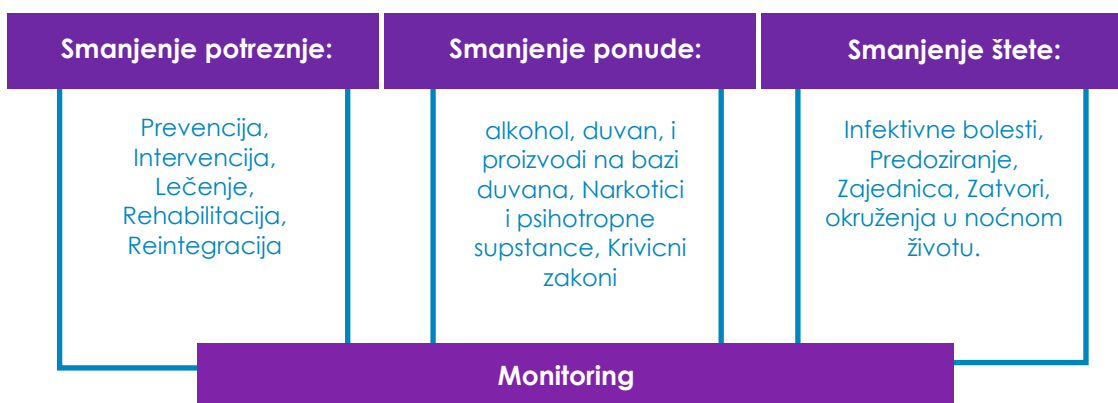 Smanjenje potreznje:
Prevencija,
Intervencija,
Lečenje,
Rehabilitacija,
Reintegracija
Smanjenje ponude:
alkohol, duvan, i
proizvodi na bazi
duvana, Narkotici
i psihotropne
supstance, Krivicni
zakoni
Smanjenje štete:
Infektivne bolesti,
Predoziranje,
Zajednica, Zatvori,
okruženja u noćnom
životu.
Monitoring